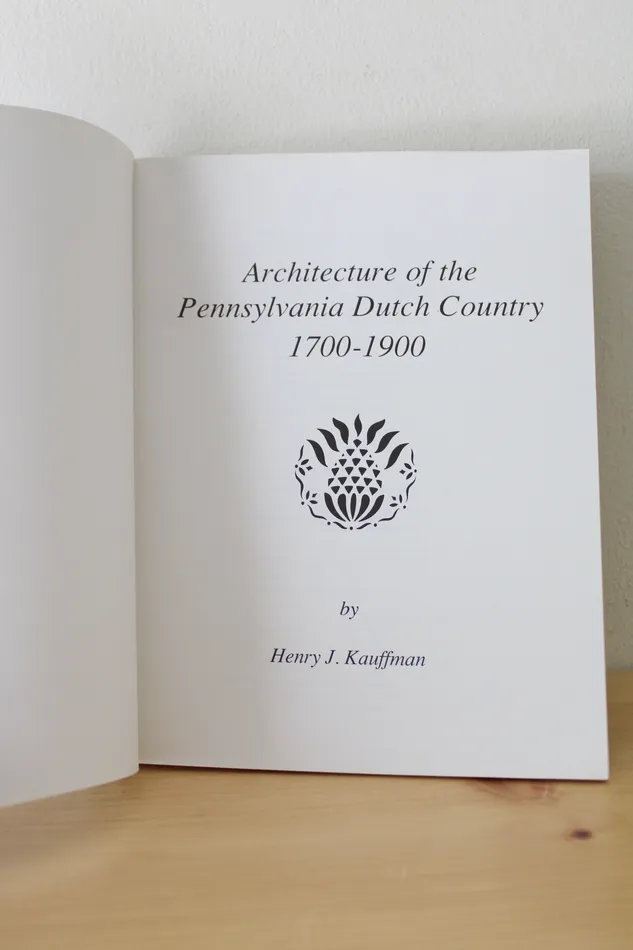 Architecture of the
Pennsylvania Dutch Country
1700-1900
by
Henry J. Kauffman